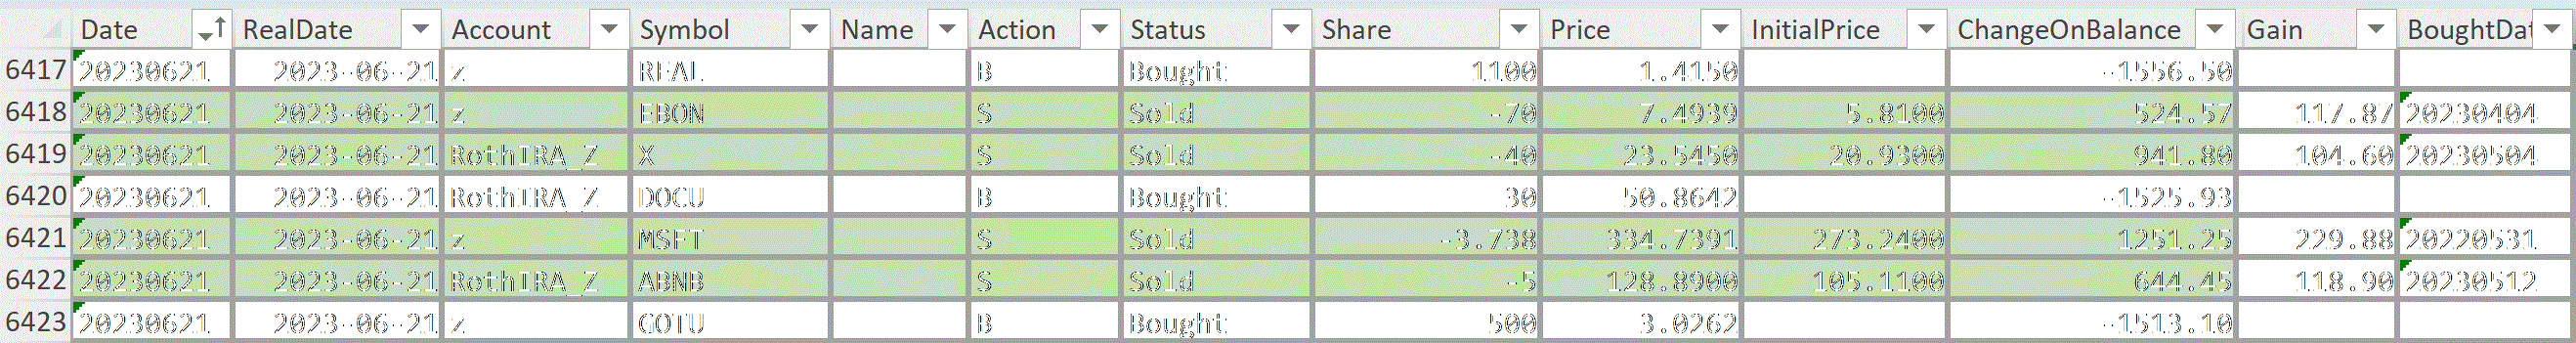 Date RealDate Account Symbol Name Action Status Share Price InitialPrice ChangeOnBalance Gain BoughtDat
6417 20230621 2023-06-21 z REAL B Bought 1100 1.4150 -1556.50
6418 20230621 2023-06-21 z EBON S Sold -70 7.4939 5.8100 524.57 117.87 20230404
6419 20230621 2023-06-21 RothIRA_Z X S Sold -40 23.5450 20.9300 941.80 104.60 20230504
6420 20230621 2023-06-21 RothIRA_Z DOCU B Bought 30 50.8642 -1525.93
6421 20230621 2023-06-21 z MSFT S Sold -3.738 334.7391 273.2400 1251.25 229.88 20220531
6422 20230621 2023-06-21 RothIRA_Z ABNB S Sold -5 128.8900 105.1100 644.45 118.90 20230512
6423 20230621 2023-06-21 z GOTU B Bought 500 3.0262 -1513.10